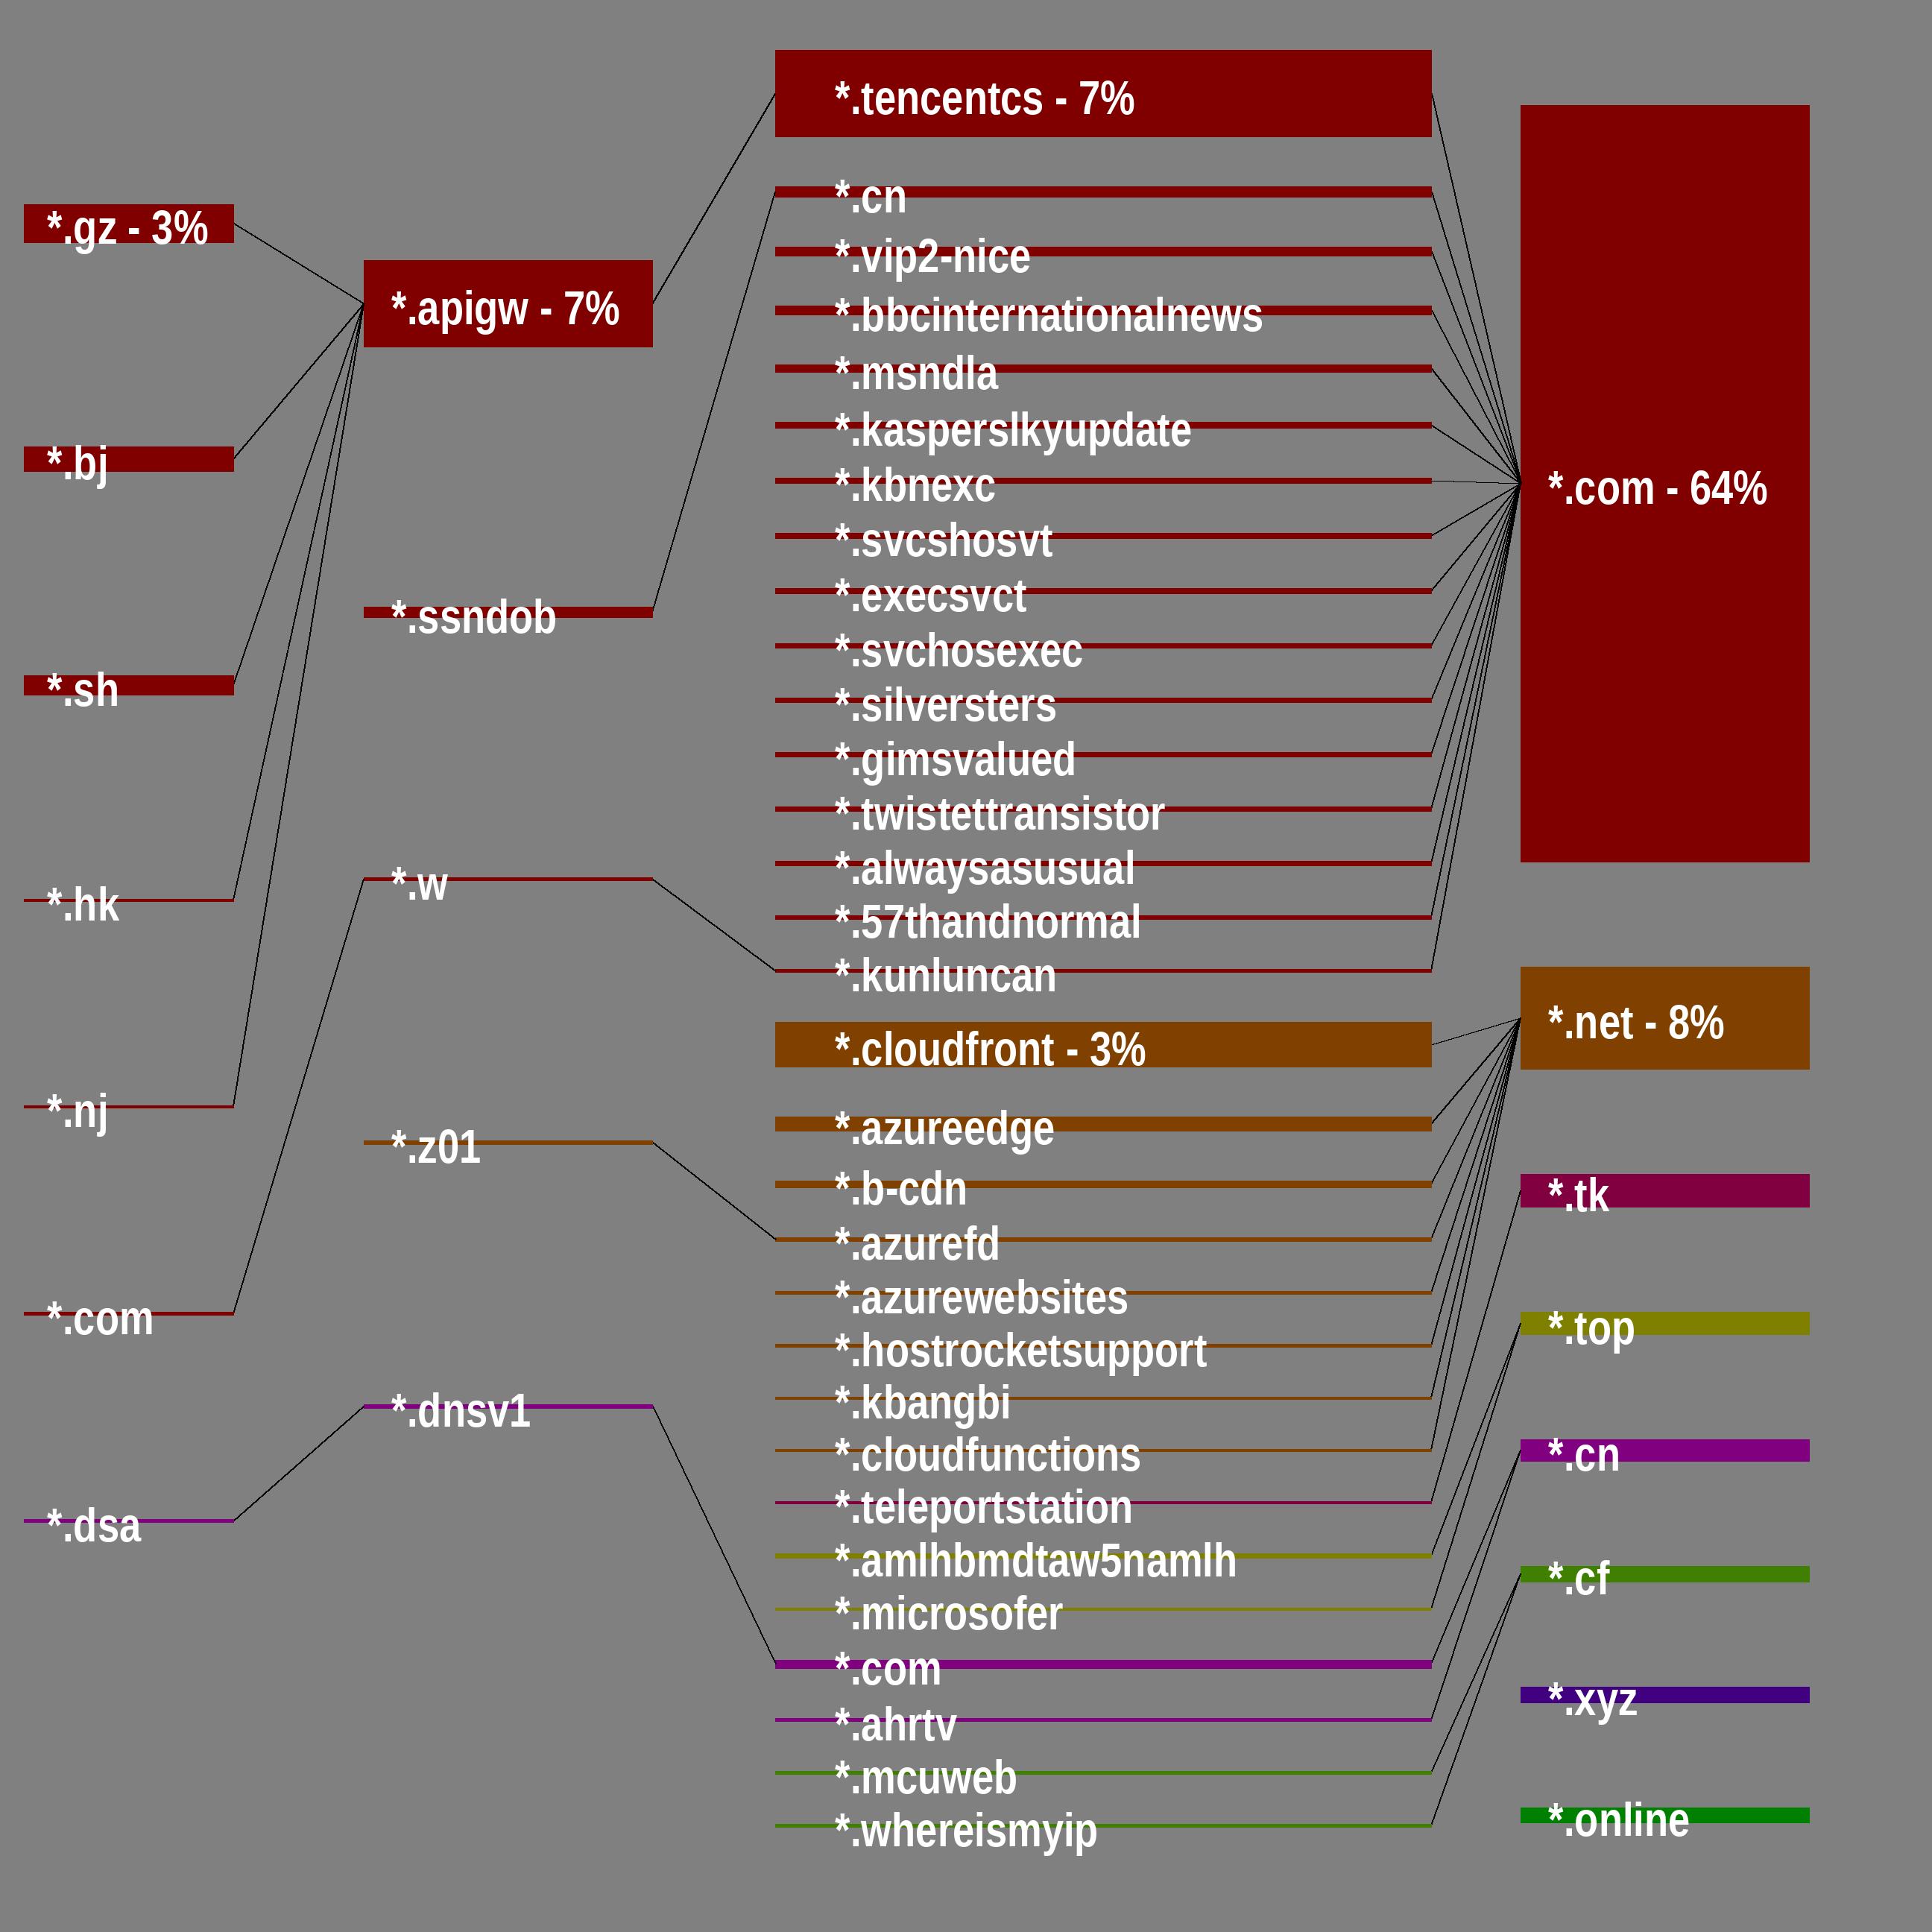 *.gz - 3%
*.bj
*.sh
*.hk
*.nj
*.com
*.dsa
*.apigw - 7%
*.ssndob
*.w
*.z01
*.dnsv1
*.tencentcs - 7%
*.cn
*.vip2-nice
*.bbcinternationalnews
*.msndla
*.kasperslkyupdate
*.kbnexc
*.svcshosvt
*.execsvct
*.svchosexec
*.silversters
*.gimsvalued
*.twistettransistor
*.alwaysasusual
*.57thandnormal
*.kunluncan
*.cloudfront - 3%
*.azureedge
*.b-cdn
*.azurefd
*.azurewebsites
*.hostrocketsupport
*.kbangbi
*.cloudfunctions
*.teleportstation
*.amlhbmdtaw5namlh
*.microsofer
*.com
*.ahrtv
*.mcuweb
*.whereismyip
*.com - 64%
*.net - 8%
*.tk
*.top
*.cn
*.cf
*.xyz
*.online